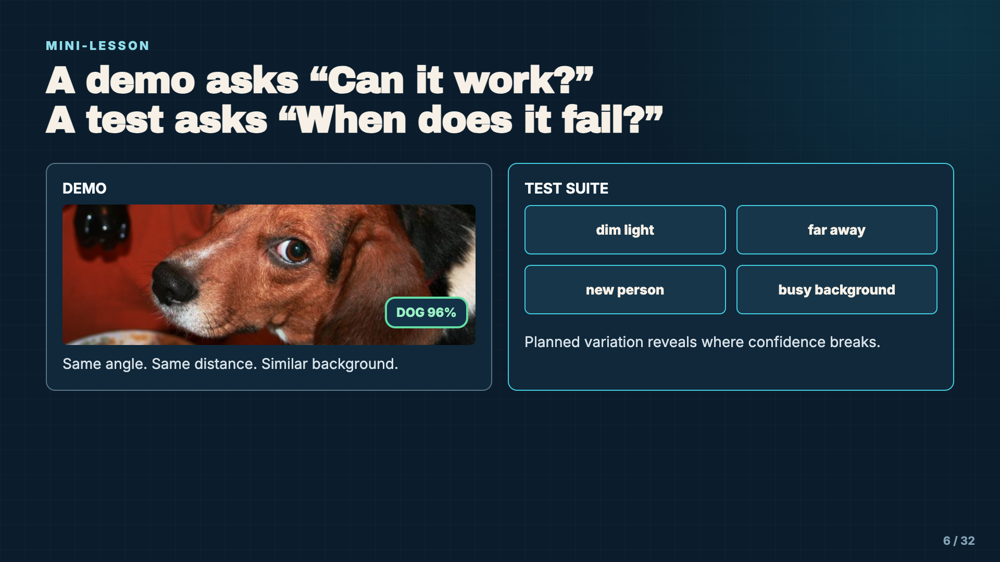 MINI-LESSON
A demo asks “Can it work?”
A test asks “When does it fail?”
DEMO
DOG 96%
Same angle. Same distance. Similar background.
TEST SUITE
dim light
far away
new person
busy background
Planned variation reveals where confidence breaks.
6 / 32